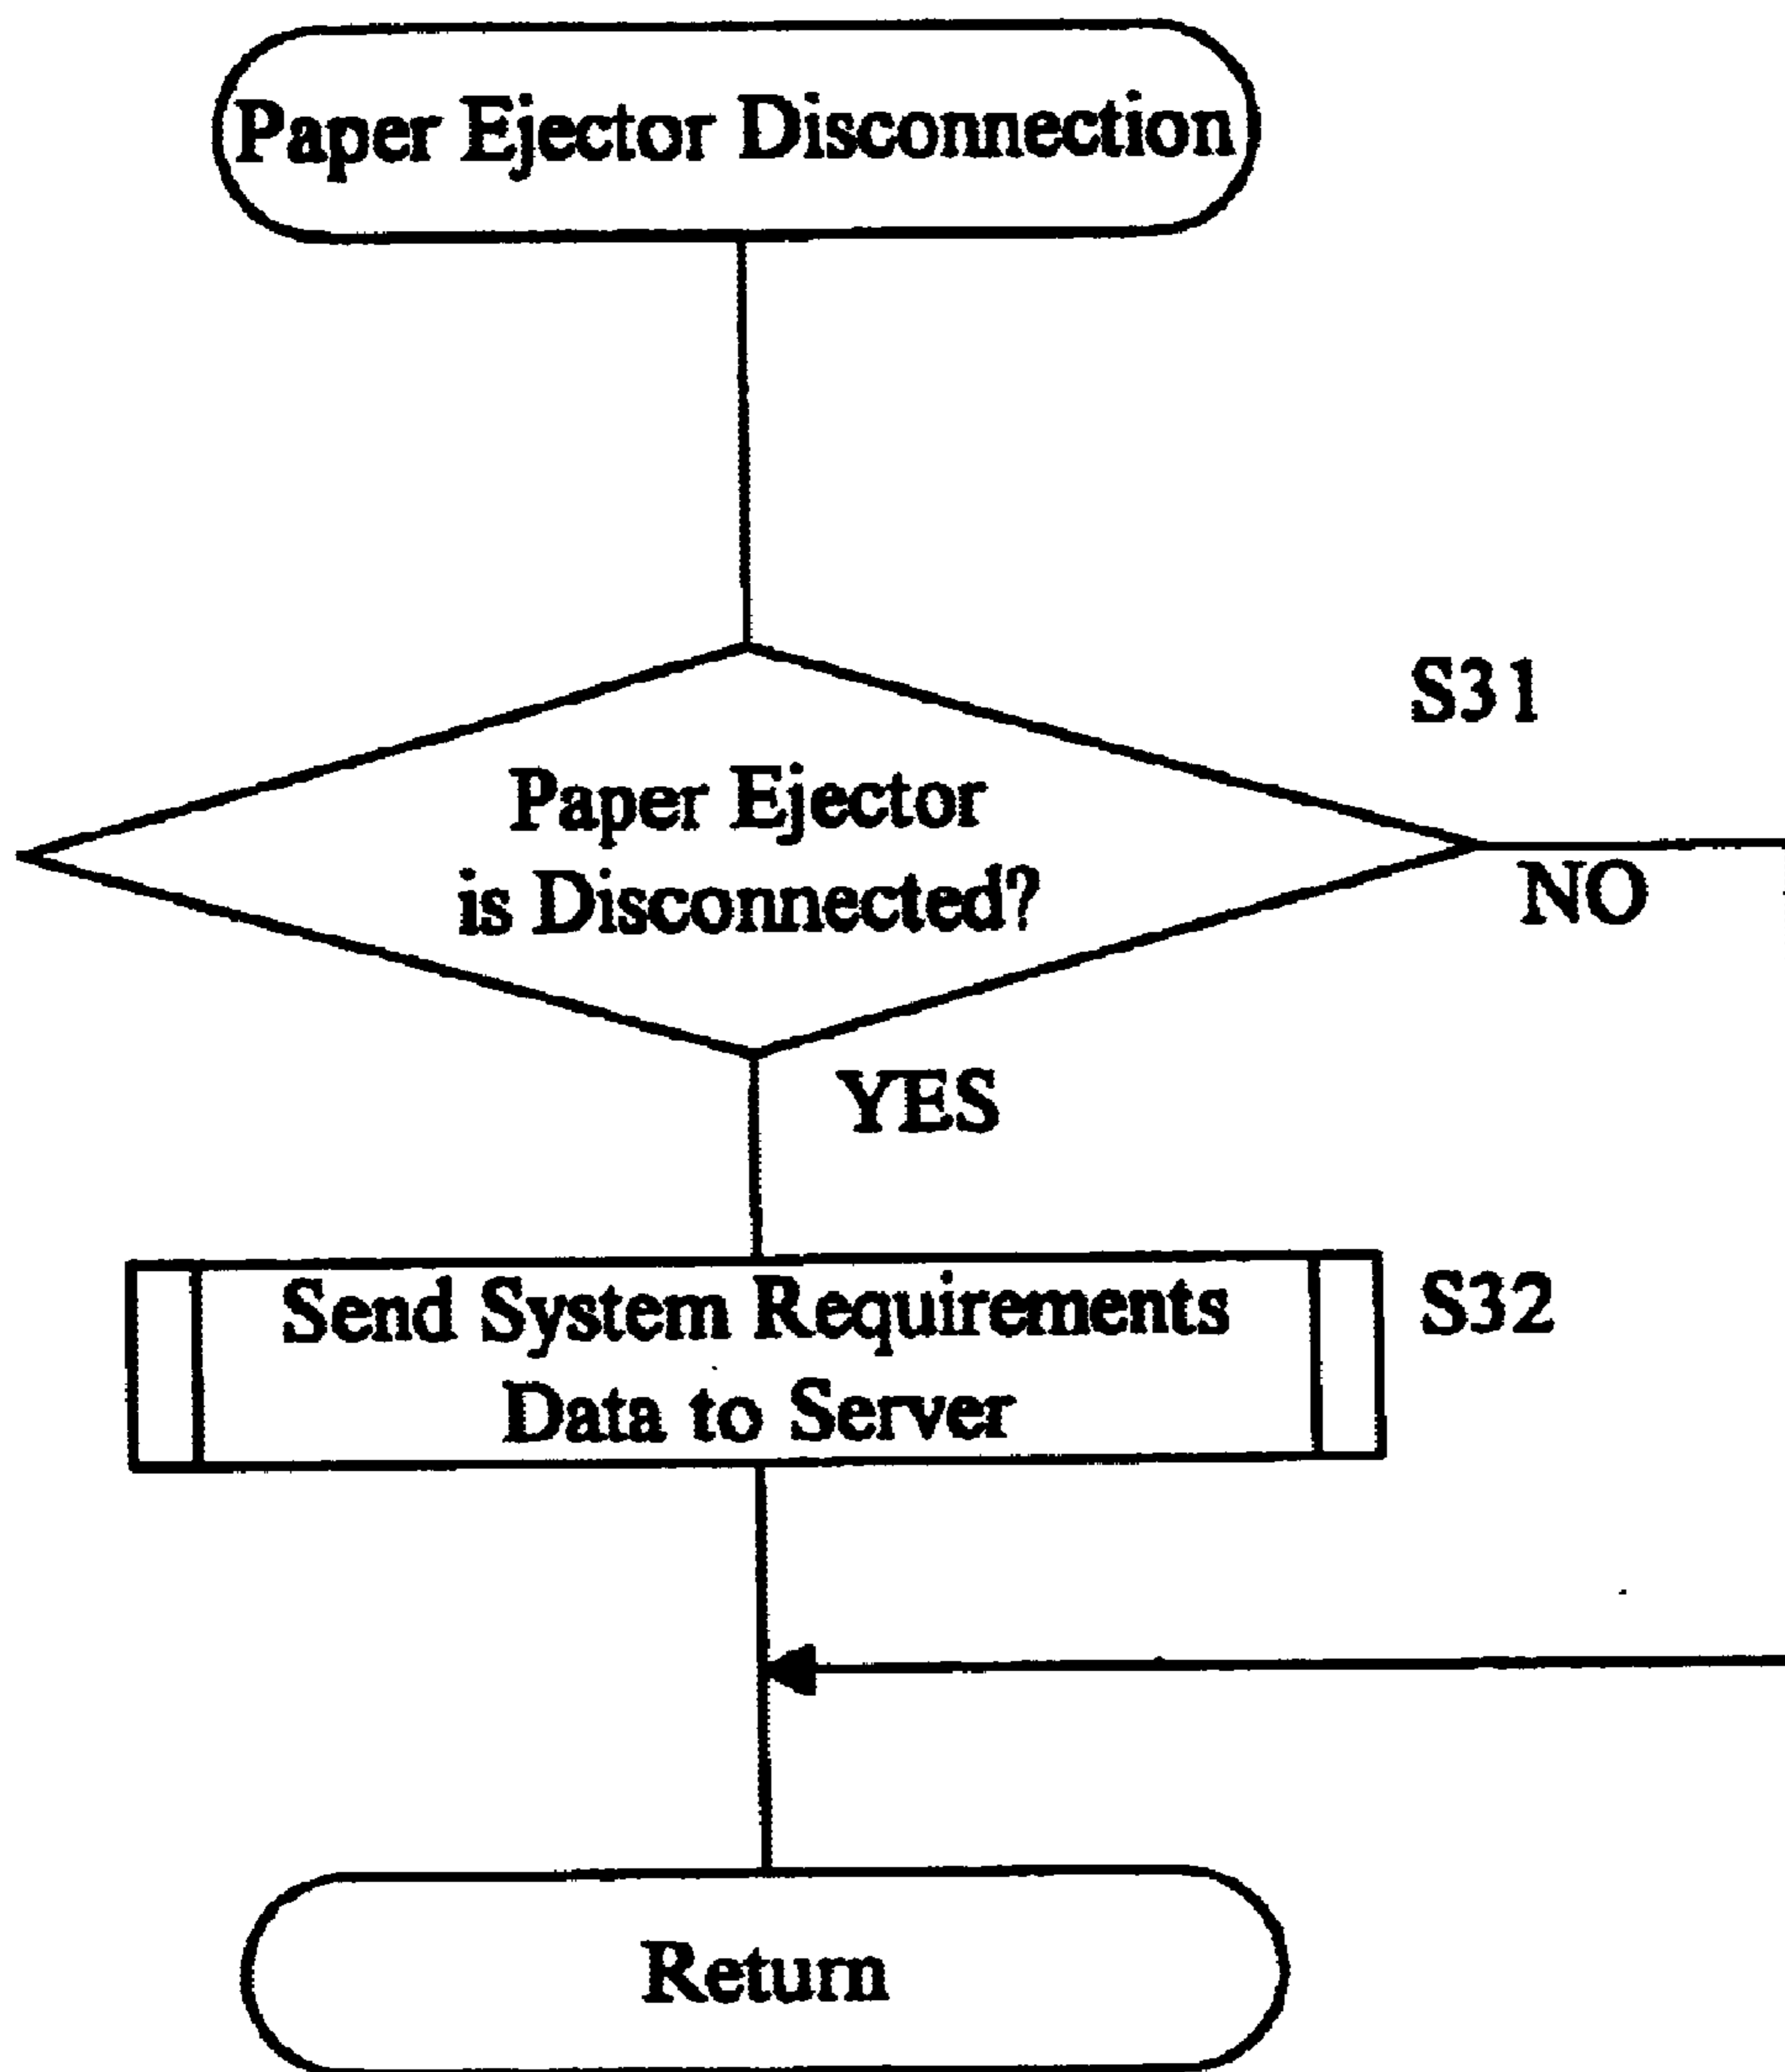 Paper Ejector Disconnection
S31
Paper Ejector
is Disconnected?
NO
YES
Send System Requirements
Data to Server
S32
Return